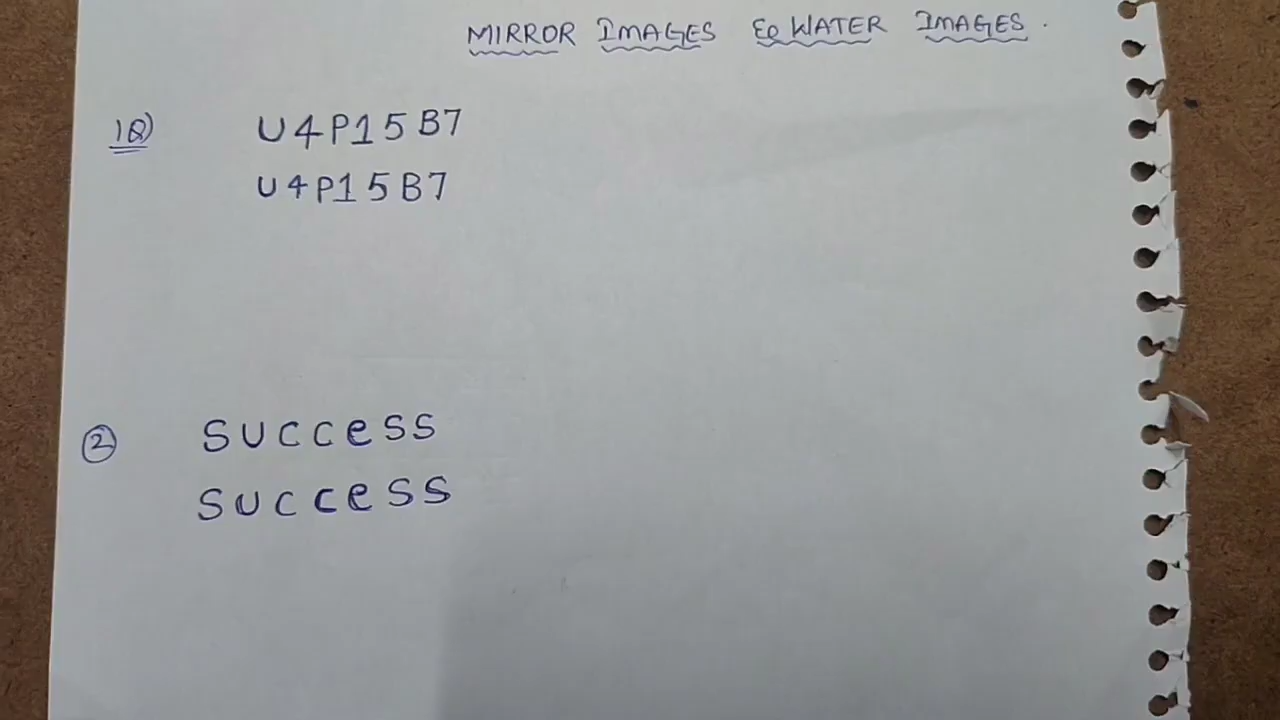 MIRROR IMAGES & WATER IMAGES.
1Q) U4P15B7
U4P15B7
2 SUCCeSS
SUCCeSS